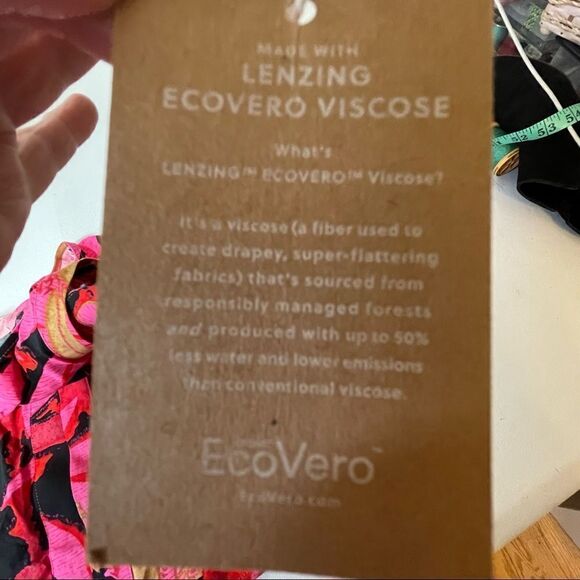 MADE WITH
LENZING
ECOVERO VISCOSE
What's
LENZING™ ECOVERO™ Viscose?
It's a viscose (a fiber used to
create drapey, super-flattering
fabrics) that's sourced from
responsibly managed forests
and produced with up to 50%
less water and lower emissions
than conventional viscose.
EcoVero™
EcoVero.com